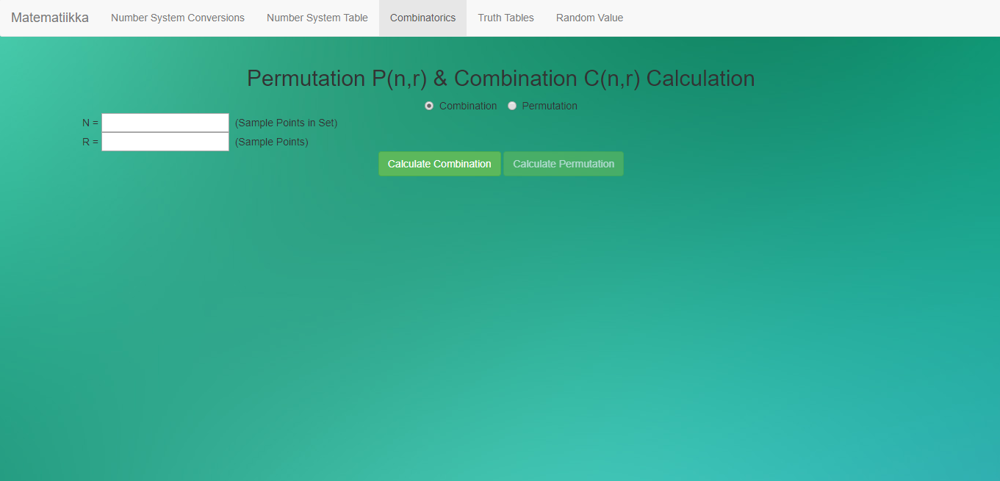 Matematiikka Number System Conversions Number System Table Combinatorics Truth Tables Random Value
Permutation P(n,r) & Combination C(n,r) Calculation
Combination Permutation
N = (Sample Points in Set)
R = (Sample Points)
Calculate Combination Calculate Permutation